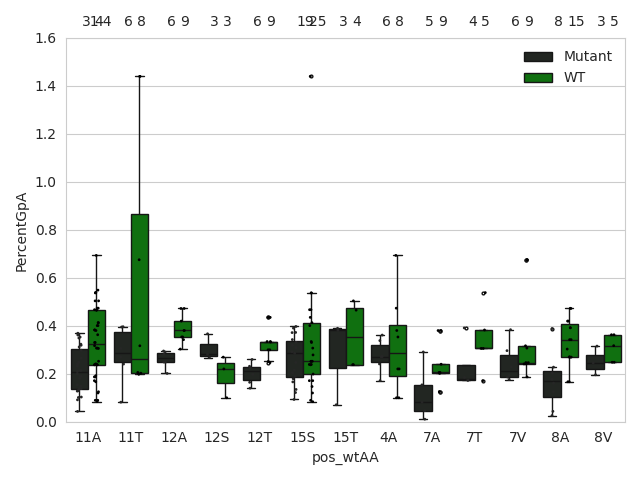 31 44 6 8 6 9 3 3 6 9 19 25 3 4 6 8 5 9 4 5 6 9 8 15 3 5
1.6
Mutant
WT
1.4
1.2
1.0
0.8
0.6
0.4
0.2
0.0
PercentGpA
11A 11T 12A 12S 12T 15S 15T 4A 7A 7T 7V 8A 8V
pos_wtAA